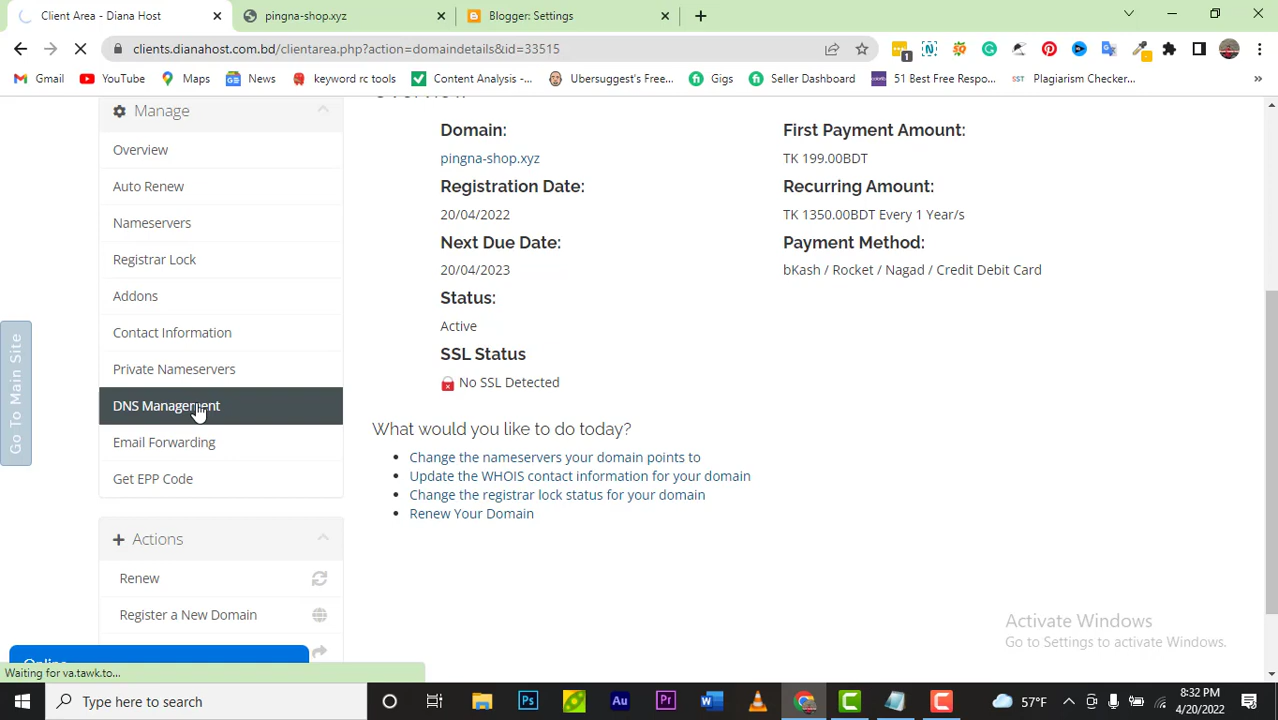 Client Area - Diana Host
pingna-shop.xyz
Blogger: Settings
clients.dianahost.com.bd/clientarea.php?action=domaindetails&id=33515
1
Gmail
YouTube
Maps
News
keyword rc tools
Content Analysis -...
Ubersuggest's Free...
Gigs
Seller Dashboard
51 Best Free Respo...
SST Plagiarism Checker...
Manage
Overview
Auto Renew
Nameservers
Registrar Lock
Addons
Contact Information
Private Nameservers
DNS Management
Email Forwarding
Get EPP Code
Actions
Renew
Register a New Domain
Go To Main Site
Overview
Domain:
pingna-shop.xyz
Registration Date:
20/04/2022
Next Due Date:
20/04/2023
Status:
Active
SSL Status
No SSL Detected
First Payment Amount:
TK 199.00BDT
Recurring Amount:
TK 1350.00BDT Every 1 Year/s
Payment Method:
bKash / Rocket / Nagad / Credit Debit Card
What would you like to do today?
Change the nameservers your domain points to
Update the WHOIS contact information for your domain
Change the registrar lock status for your domain
Renew Your Domain
Activate Windows
Go to Settings to activate Windows.
Online
Waiting for va.tawk.to...
Type here to search
Ps
Au
Pr
W
57°F
8:32 PM
4/20/2022